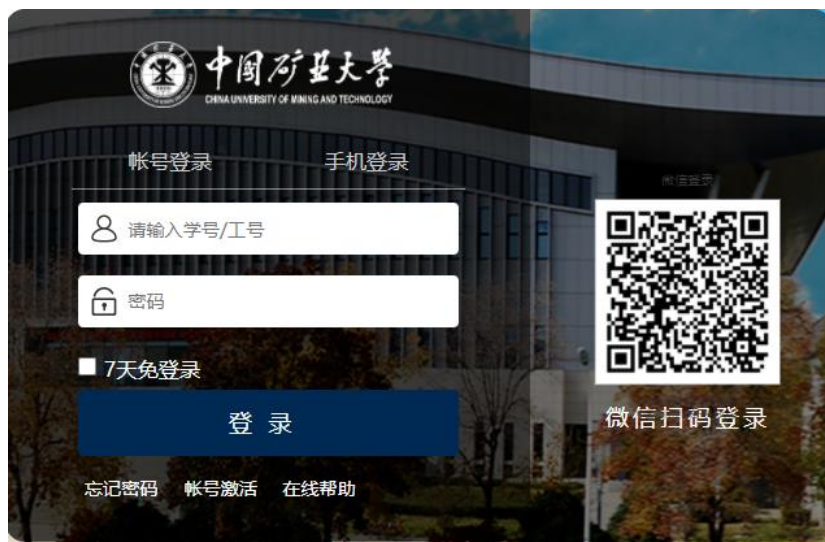 中国矿业大学
CHINA UNIVERSITY OF MINING AND TECHNOLOGY
帐号登录 手机登录
请输入学号/工号
密码
7天免登录
登 录
忘记密码 帐号激活 在线帮助
微信登录
微信扫码登录